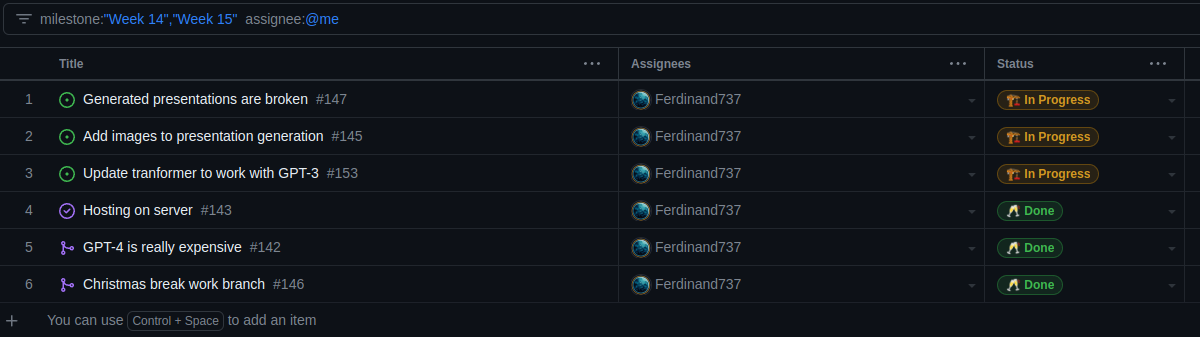 milestone:"Week 14","Week 15" assignee:@me
Title ... Assignees ... Status ...
1 Generated presentations are broken #147 Ferdinand737 In Progress
2 Add images to presentation generation #145 Ferdinand737 In Progress
3 Update tranformer to work with GPT-3 #153 Ferdinand737 In Progress
4 Hosting on server #143 Ferdinand737 Done
5 GPT-4 is really expensive #142 Ferdinand737 Done
6 Christmas break work branch #146 Ferdinand737 Done
+ You can use Control + Space to add an item